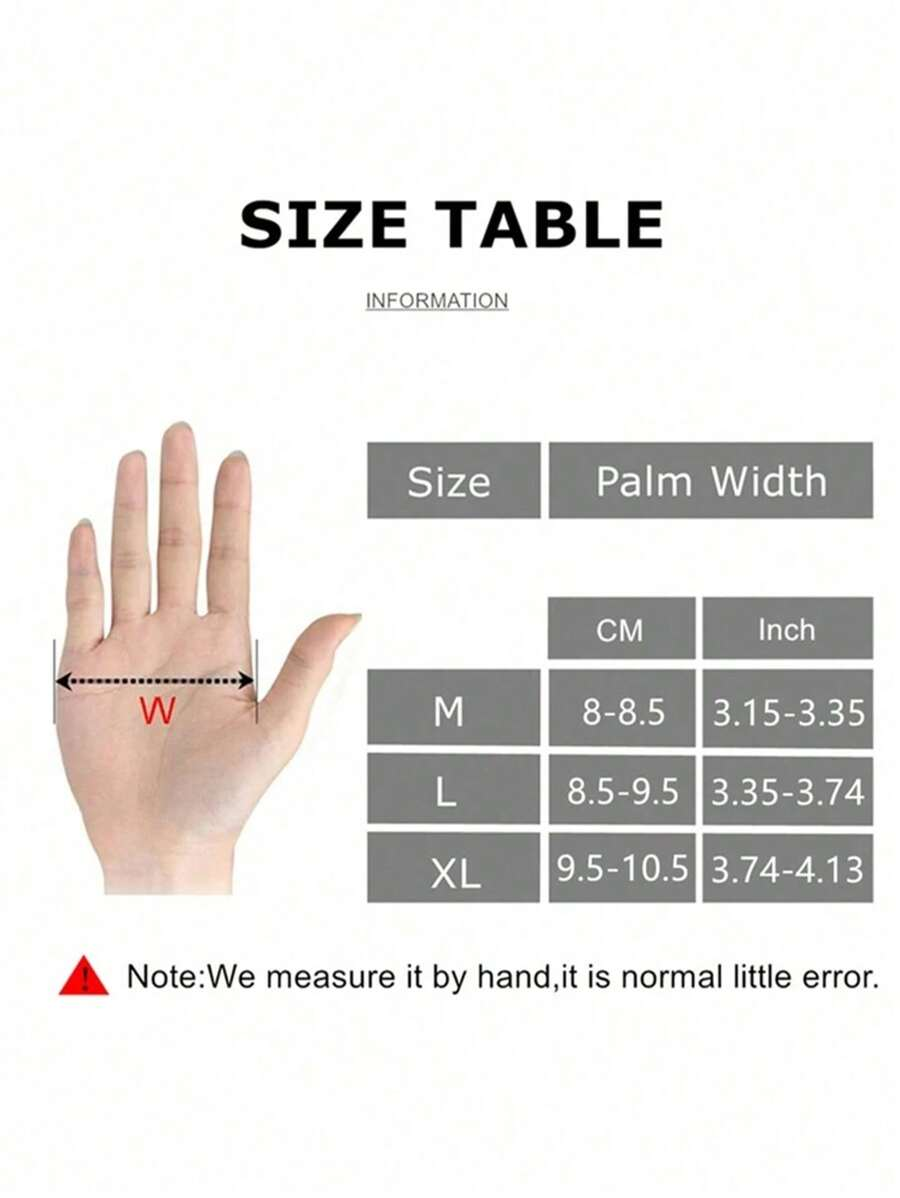 SIZE TABLE
INFORMATION
Size Palm Width
CM Inch
M 8-8.5 3.15-3.35
L 8.5-9.5 3.35-3.74
XL 9.5-10.5 3.74-4.13
W
! Note:We measure it by hand,it is normal little error.